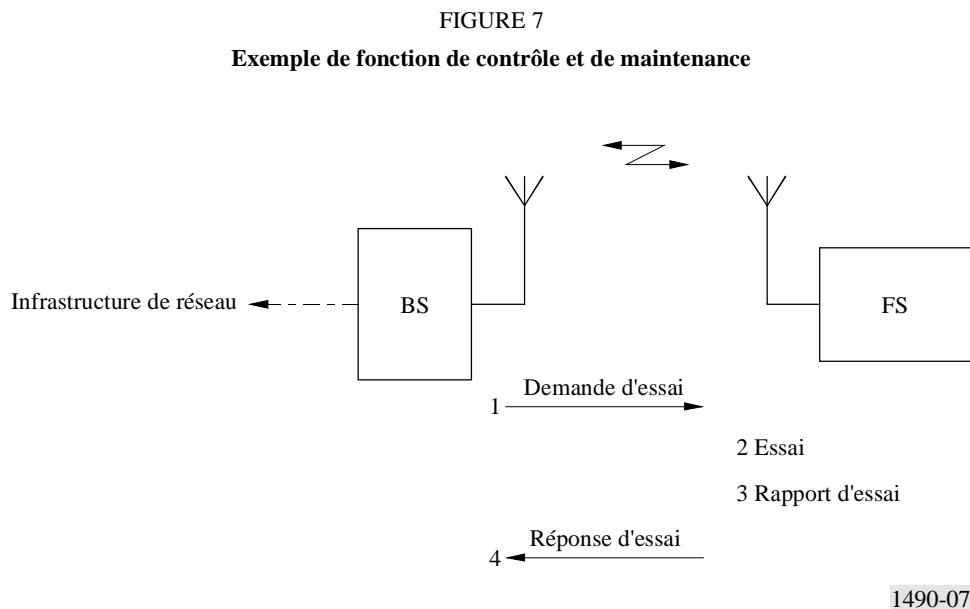 FIGURE 7
Exemple de fonction de contrôle et de maintenance
Infrastructure de réseau
BS
FS
1
Demande d'essai
2 Essai
3 Rapport d'essai
4
Réponse d'essai
1490-07